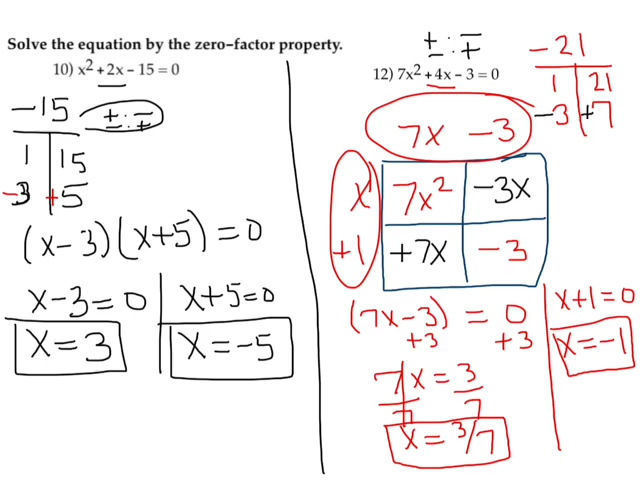 Solve the equation by the zero–factor property.
10) x² + 2x – 15 = 0
-15
± : ∓
1 | 15
-3 | +5
(x-3)(x+5) = 0
x-3=0 | x+5=0
x=3 | x=-5
± : ∓
12) 7x² + 4x – 3 = 0
-21
1 | 21
-3 | +7
7x -3
x 7x² -3x
+1 +7x -3
(7x-3) = 0
+3 +3
7x = 3
7 7
x = 3/7
x+1=0
x=-1